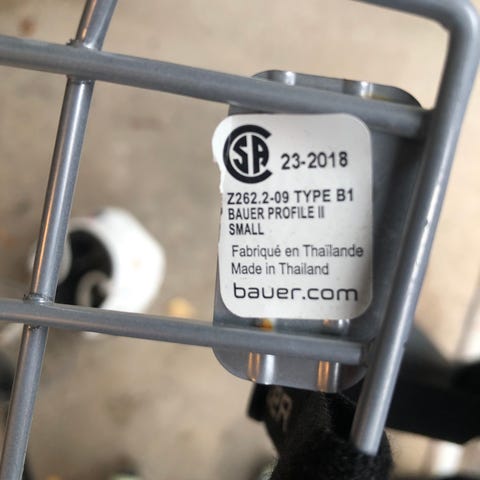 CSA 23-2018
Z262.2-09 TYPE B1
BAUER PROFILE II
SMALL
Fabriqué en Thaïlande
Made in Thailand
bauer.com